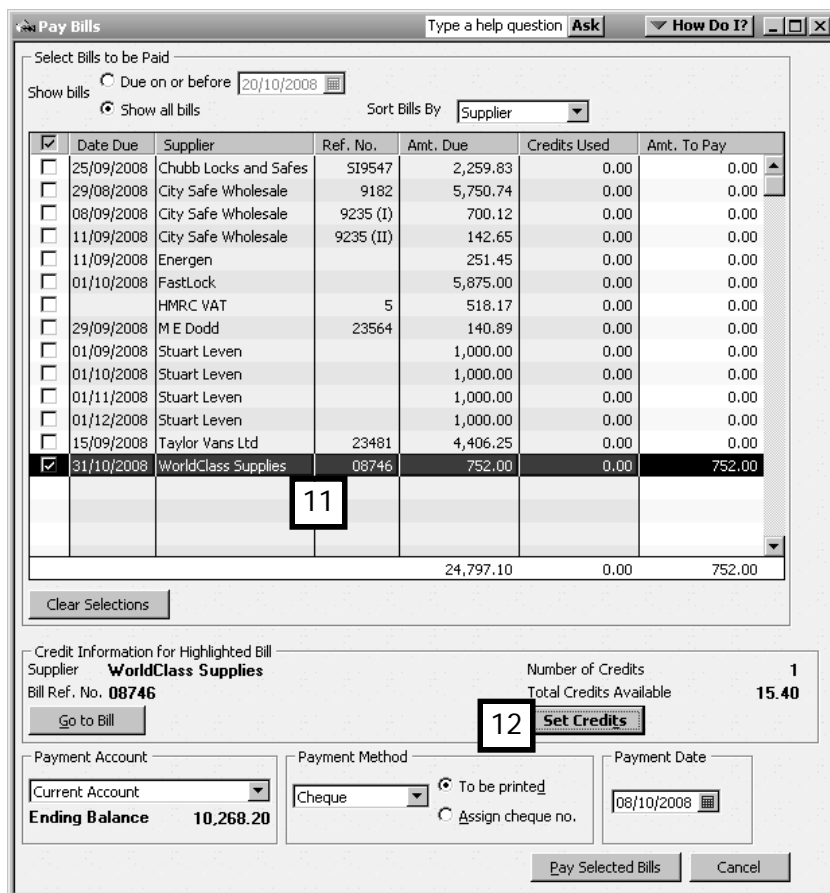 Pay Bills Type a help question Ask How Do I?
Select Bills to be Paid
Show bills
Due on or before 20/10/2008
Show all bills Sort Bills By Supplier
Date Due Supplier Ref. No. Amt. Due Credits Used Amt. To Pay
25/09/2008 Chubb Locks and Safes SI9547 2,259.83 0.00 0.00
29/08/2008 City Safe Wholesale 9182 5,750.74 0.00 0.00
08/09/2008 City Safe Wholesale 9235 (I) 700.12 0.00 0.00
11/09/2008 City Safe Wholesale 9235 (II) 142.65 0.00 0.00
11/09/2008 Energen 251.45 0.00 0.00
01/10/2008 FastLock 5,875.00 0.00 0.00
HMRC VAT 5 518.17 0.00 0.00
29/09/2008 M E Dodd 23564 140.89 0.00 0.00
01/09/2008 Stuart Leven 1,000.00 0.00 0.00
01/10/2008 Stuart Leven 1,000.00 0.00 0.00
01/11/2008 Stuart Leven 1,000.00 0.00 0.00
01/12/2008 Stuart Leven 1,000.00 0.00 0.00
15/09/2008 Taylor Vans Ltd 23481 4,406.25 0.00 0.00
31/10/2008 WorldClass Supplies 08746 752.00 0.00 752.00
11
24,797.10 0.00 752.00
Clear Selections
Credit Information for Highlighted Bill
Supplier WorldClass Supplies Number of Credits 1
Bill Ref. No. 08746 Total Credits Available 15.40
Go to Bill 12 Set Credits
Payment Account Payment Method Payment Date
Current Account Cheque To be printed 08/10/2008
Ending Balance 10,268.20 Assign cheque no.
Pay Selected Bills Cancel